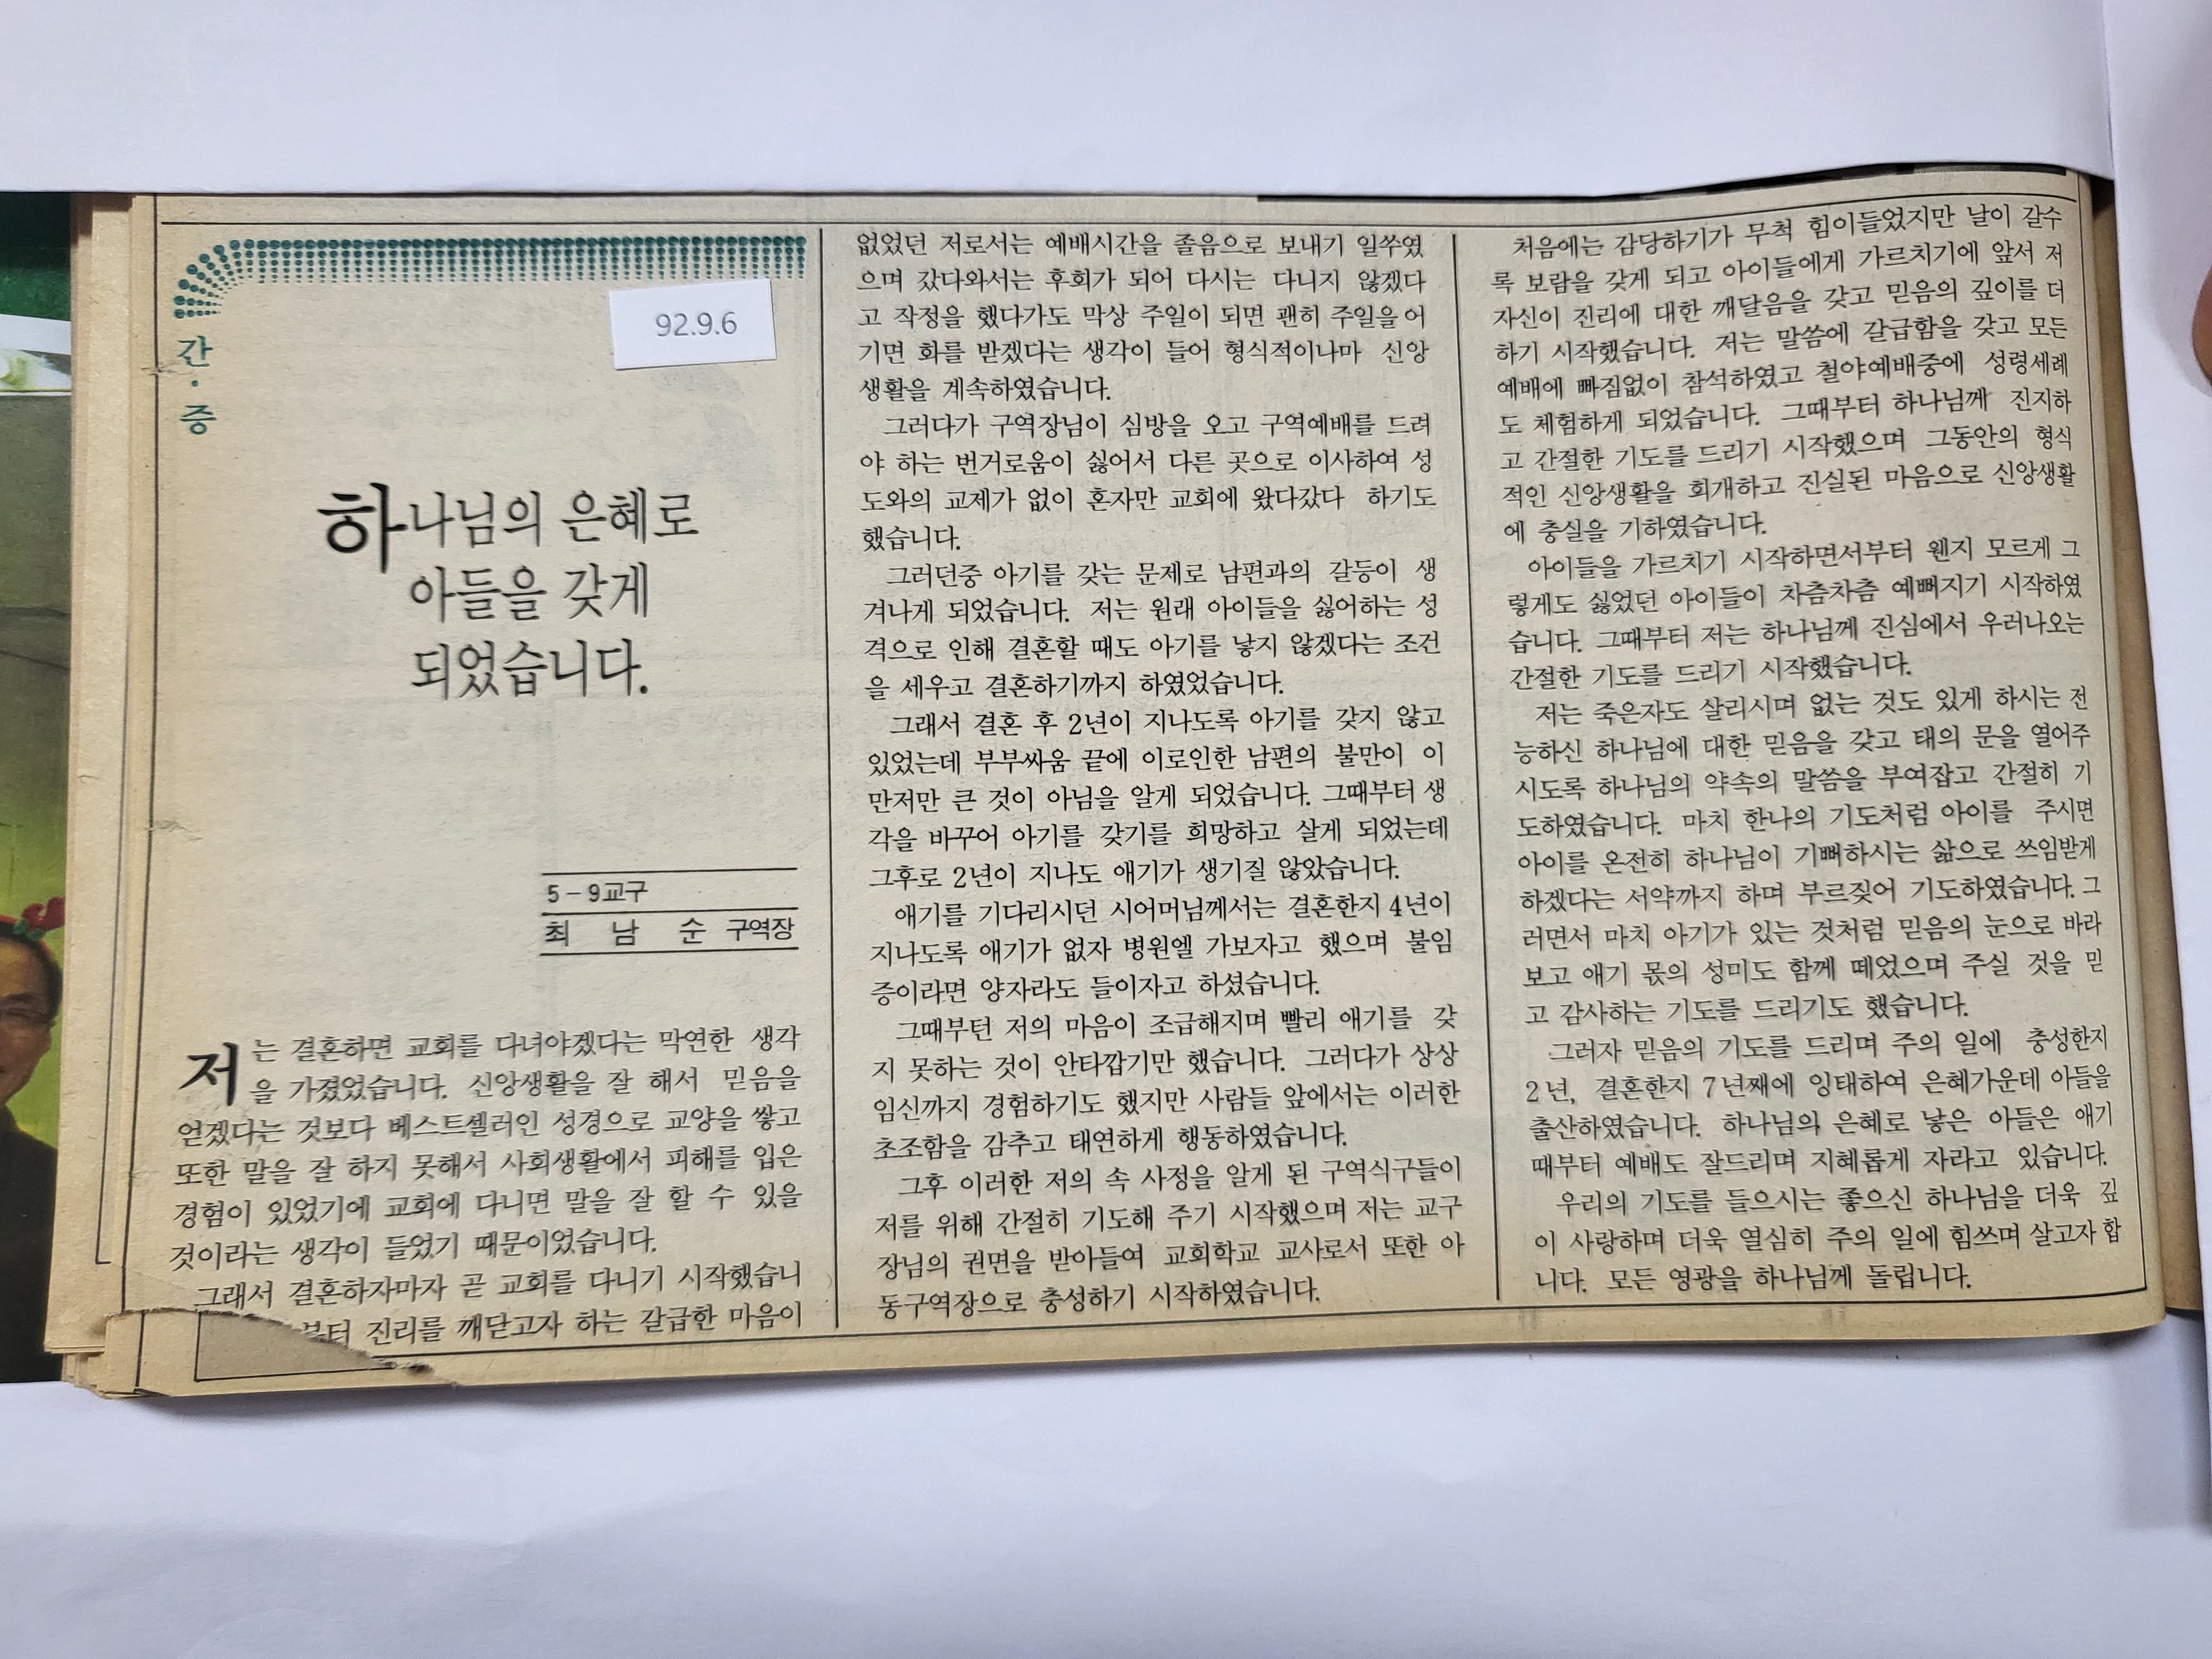 간·증
92.9.6
하나님의 은혜로
아들을 갖게
되었습니다.
5-9교구
최 남 순 구역장
저는 결혼하면 교회를 다녀야겠다는 막연한 생각
을 가졌었습니다. 신앙생활을 잘 해서 믿음을
얻겠다는 것보다 베스트셀러인 성경으로 교양을 쌓고
또한 말을 잘 하지 못해서 사회생활에서 피해를 입은
경험이 있었기에 교회에 다니면 말을 잘 할 수 있을
것이라는 생각이 들었기 때문이었습니다.
그래서 결혼하자마자 곧 교회를 다니기 시작했습니
부터 진리를 깨닫고자 하는 갈급한 마음이
없었던 저로서는 예배시간을 졸음으로 보내기 일쑤였
으며 갔다와서는 후회가 되어 다시는 다니지 않겠다
고 작정을 했다가도 막상 주일이 되면 괜히 주일을 어
기면 화를 받겠다는 생각이 들어 형식적이나마 신앙
생활을 계속하였습니다.
그러다가 구역장님이 심방을 오고 구역예배를 드려
야 하는 번거로움이 싫어서 다른 곳으로 이사하여 성
도와의 교제가 없이 혼자만 교회에 왔다갔다 하기도
했습니다.
그러던중 아기를 갖는 문제로 남편과의 갈등이 생
겨나게 되었습니다. 저는 원래 아이들을 싫어하는 성
격으로 인해 결혼할 때도 아기를 낳지 않겠다는 조건
을 세우고 결혼하기까지 하였었습니다.
그래서 결혼 후 2년이 지나도록 아기를 갖지 않고
있었는데 부부싸움 끝에 이로인한 남편의 불만이 이
만저만 큰 것이 아님을 알게 되었습니다. 그때부터 생
각을 바꾸어 아기를 갖기를 희망하고 살게 되었는데
그후로 2년이 지나도 애기가 생기질 않았습니다.
애기를 기다리시던 시어머님께서는 결혼한지 4년이
지나도록 애기가 없자 병원엘 가보자고 했으며 불임
증이라면 양자라도 들이자고 하셨습니다.
그때부턴 저의 마음이 조급해지며 빨리 애기를 갖
지 못하는 것이 안타깝기만 했습니다. 그러다가 상상
임신까지 경험하기도 했지만 사람들 앞에서는 이러한
초조함을 감추고 태연하게 행동하였습니다.
그후 이러한 저의 속 사정을 알게 된 구역식구들이
저를 위해 간절히 기도해 주기 시작했으며 저는 교구
장님의 권면을 받아들여 교회학교 교사로서 또한 아
동구역장으로 충성하기 시작하였습니다.
처음에는 감당하기가 무척 힘이들었지만 날이 갈수
록 보람을 갖게 되고 아이들에게 가르치기에 앞서 저
자신이 진리에 대한 깨달음을 갖고 믿음의 깊이를 더
하기 시작했습니다. 저는 말씀에 갈급함을 갖고 모든
예배에 빠짐없이 참석하였고 철야예배중에 성령세례
도 체험하게 되었습니다. 그때부터 하나님께 진지하
고 간절한 기도를 드리기 시작했으며 그동안의 형식
적인 신앙생활을 회개하고 진실된 마음으로 신앙생활
에 충실을 기하였습니다.
아이들을 가르치기 시작하면서부터 웬지 모르게 그
렇게도 싫었던 아이들이 차츰차츰 예뻐지기 시작하였
습니다. 그때부터 저는 하나님께 진심에서 우러나오는
간절한 기도를 드리기 시작했습니다.
저는 죽은자도 살리시며 없는 것도 있게 하시는 전
능하신 하나님에 대한 믿음을 갖고 태의 문을 열어주
시도록 하나님의 약속의 말씀을 부여잡고 간절히 기
도하였습니다. 마치 한나의 기도처럼 아이를 주시면
아이를 온전히 하나님이 기뻐하시는 삶으로 쓰임받게
하겠다는 서약까지 하며 부르짖어 기도하였습니다. 그
러면서 마치 아기가 있는 것처럼 믿음의 눈으로 바라
보고 애기 몫의 성미도 함께 떼었으며 주실 것을 믿
고 감사하는 기도를 드리기도 했습니다.
그러자 믿음의 기도를 드리며 주의 일에 충성한지
2년, 결혼한지 7년째에 잉태하여 은혜가운데 아들을
출산하였습니다. 하나님의 은혜로 낳은 아들은 애기
때부터 예배도 잘드리며 지혜롭게 자라고 있습니다.
우리의 기도를 들으시는 좋으신 하나님을 더욱 깊
이 사랑하며 더욱 열심히 주의 일에 힘쓰며 살고자 합
니다. 모든 영광을 하나님께 돌립니다.